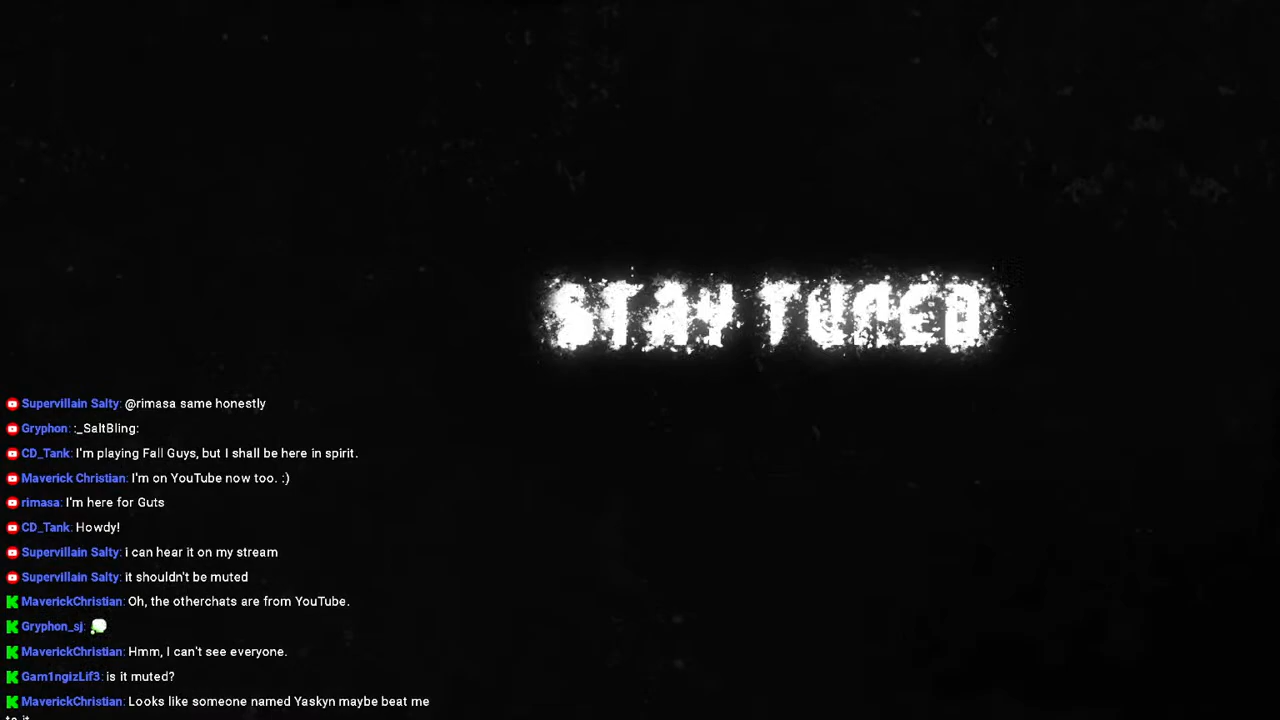 STAY TUNED
Supervillain Salty: @rimasa same honestly
Gryphon: :_SaltBling:
CD_Tank: I'm playing Fall Guys, but I shall be here in spirit.
Maverick Christian: I'm on YouTube now too. :)
rimasa: I'm here for Guts
CD_Tank: Howdy!
Supervillain Salty: i can hear it on my stream
Supervillain Salty: it shouldn't be muted
MaverickChristian: Oh, the otherchats are from YouTube.
Gryphon_sj:
MaverickChristian: Hmm, I can't see everyone.
Gam1ngizLif3: is it muted?
MaverickChristian: Looks like someone named Yaskyn maybe beat me
to it